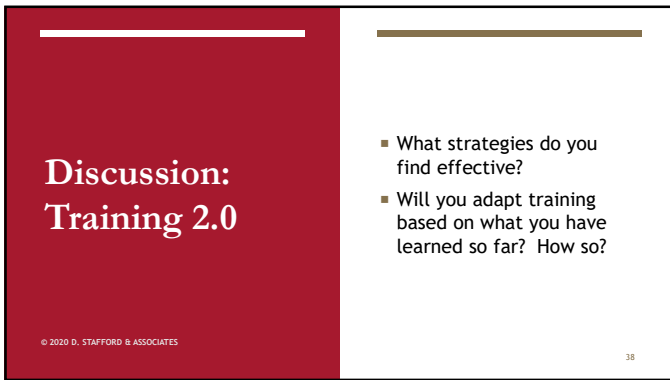 Discussion:
Training 2.0
© 2020 D. STAFFORD & ASSOCIATES
▪ What strategies do you
find effective?
▪ Will you adapt training
based on what you have
learned so far?  How so?
38